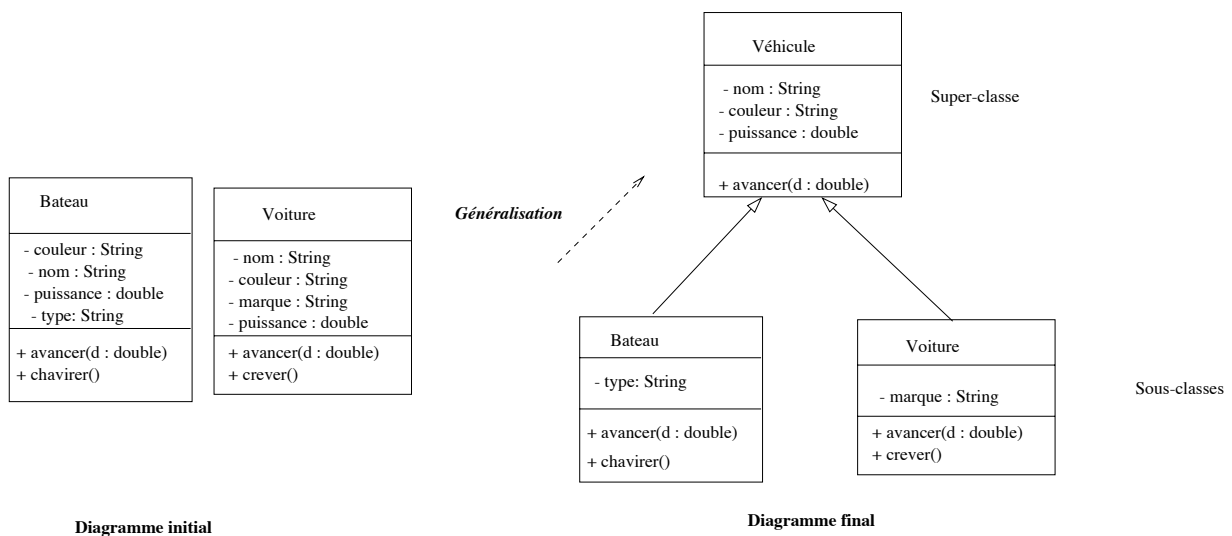 Bateau
- couleur : String
- nom : String
- puissance : double
- type: String
+ avancer(d : double)
+ chavirer()
Voiture
- nom : String
- couleur : String
- marque : String
- puissance : double
+ avancer(d : double)
+ crever()
Diagramme initial
Généralisation
Véhicule
- nom : String
- couleur : String
- puissance : double
+ avancer(d : double)
Super-classe
Bateau
- type: String
+ avancer(d : double)
+ chavirer()
Voiture
- marque : String
+ avancer(d : double)
+ crever()
Sous-classes
Diagramme final